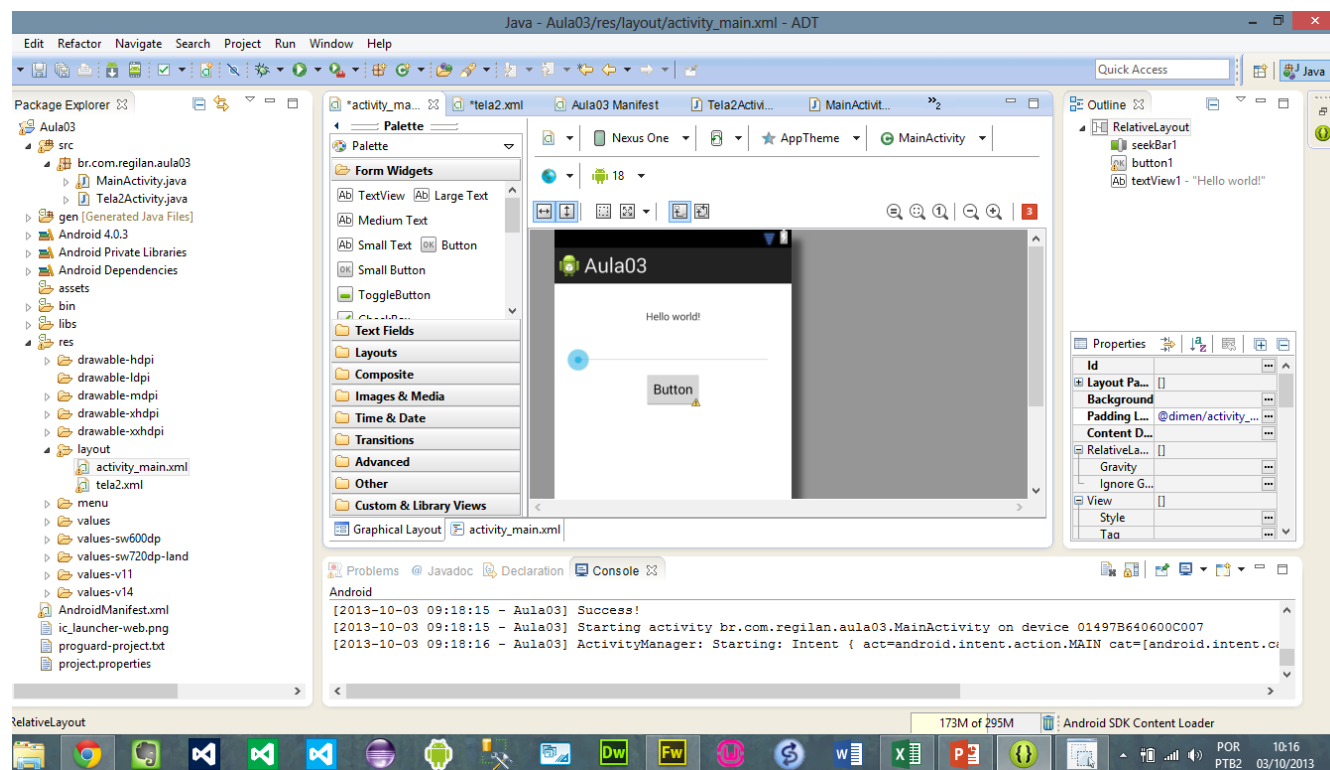 Java - Aula03/res/layout/activity_main.xml - ADT
Edit Refactor Navigate Search Project Run Window Help
Quick Access
Java
Package Explorer
Aula03
src
br.com.regilan.aula03
MainActivity.java
Tela2Activity.java
gen [Generated Java Files]
Android 4.0.3
Android Private Libraries
Android Dependencies
assets
bin
libs
res
drawable-hdpi
drawable-ldpi
drawable-mdpi
drawable-xhdpi
drawable-xxhdpi
layout
activity_main.xml
tela2.xml
menu
values
values-sw600dp
values-sw720dp-land
values-v11
values-v14
AndroidManifest.xml
ic_launcher-web.png
proguard-project.txt
project.properties
*activity_ma... *tela2.xml Aula03 Manifest Tela2Activi... MainActivit... »2
Palette
Palette
Form Widgets
Ab TextView Ab Large Text
Ab Medium Text
Ab Small Text OK Button
OK Small Button
ToggleButton
CheckBox
Text Fields
Layouts
Composite
Images & Media
Time & Date
Transitions
Advanced
Other
Custom & Library Views
Nexus One AppTheme MainActivity
18
3
Aula03
Hello world!
Button
Graphical Layout activity_main.xml
Outline
RelativeLayout
seekBar1
OK button1
Ab textView1 - "Hello world!"
Properties
Id
Layout Pa... []
Background
Padding L... @dimen/activity_...
Content D...
RelativeLa... []
Gravity
Ignore G...
View []
Style
Tag
Problems @ Javadoc Declaration Console
Android
[2013-10-03 09:18:15 - Aula03] Success!
[2013-10-03 09:18:15 - Aula03] Starting activity br.com.regilan.aula03.MainActivity on device 01497B640600C007
[2013-10-03 09:18:16 - Aula03] ActivityManager: Starting: Intent { act=android.intent.action.MAIN cat=[android.intent.ca
RelativeLayout
173M of 295M
Android SDK Content Loader
Dw Fw
POR 10:16
PTB2 03/10/2013